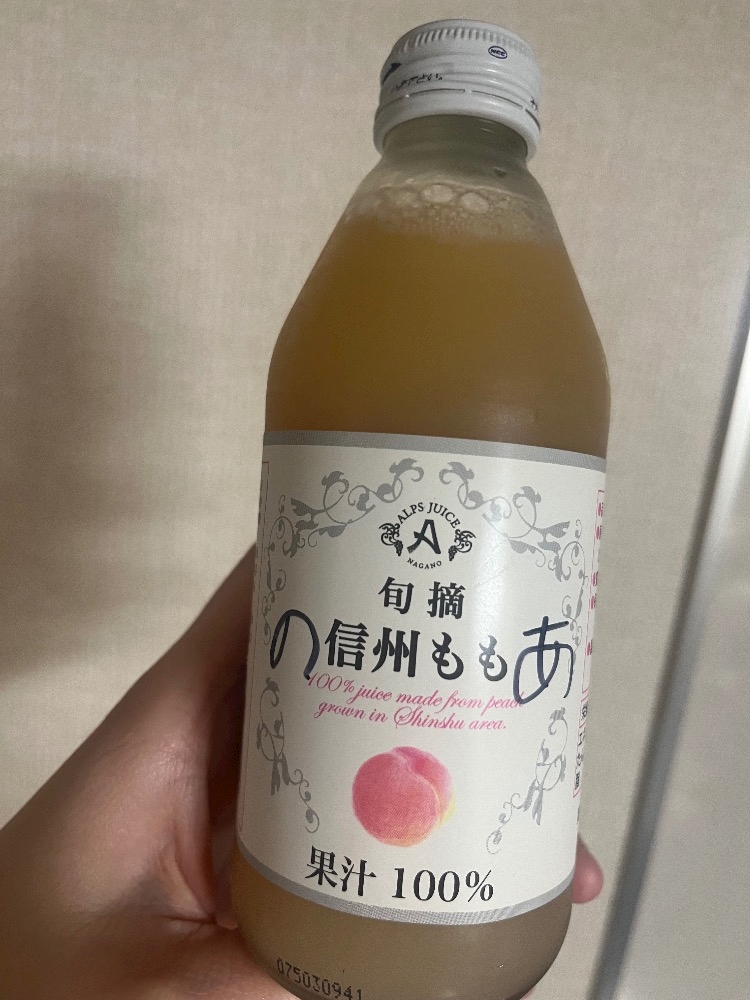 ALPS JUICE
A
NAGANO
旬摘
の信州ももあ
100% juice made from peach
grown in Shinshu area.
果汁 100%
075030941